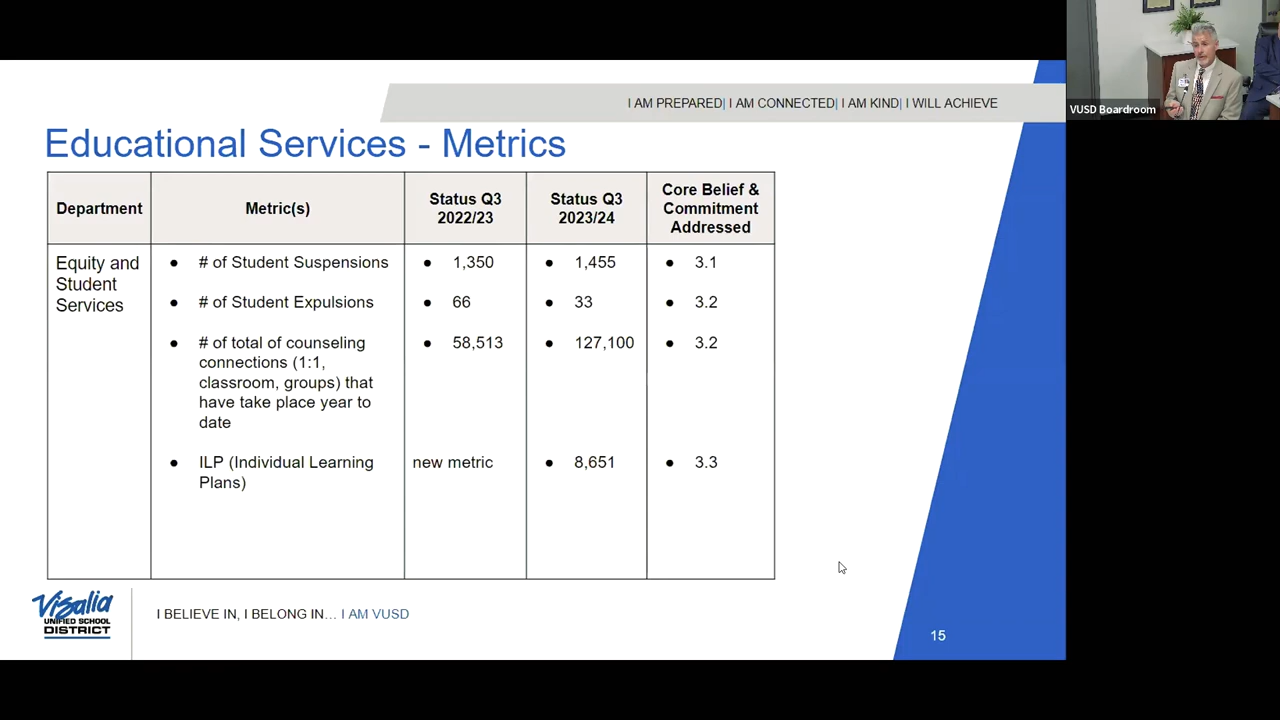 I AM PREPARED| I AM CONNECTED| I AM KIND| I WILL ACHIEVE
VUSD Boardroom
Educational Services - Metrics
Department
Metric(s)
Status Q3
2022/23
Status Q3
2023/24
Core Belief &
Commitment
Addressed
Equity and
Student
Services
● # of Student Suspensions
● 1,350
● 1,455
● 3.1
● # of Student Expulsions
● 66
● 33
● 3.2
● # of total of counseling
connections (1:1,
classroom, groups) that
have take place year to
date
● 58,513
● 127,100
● 3.2
● ILP (Individual Learning
Plans)
new metric
● 8,651
● 3.3
Visalia
UNIFIED SCHOOL
DISTRICT
I BELIEVE IN, I BELONG IN... I AM VUSD
15